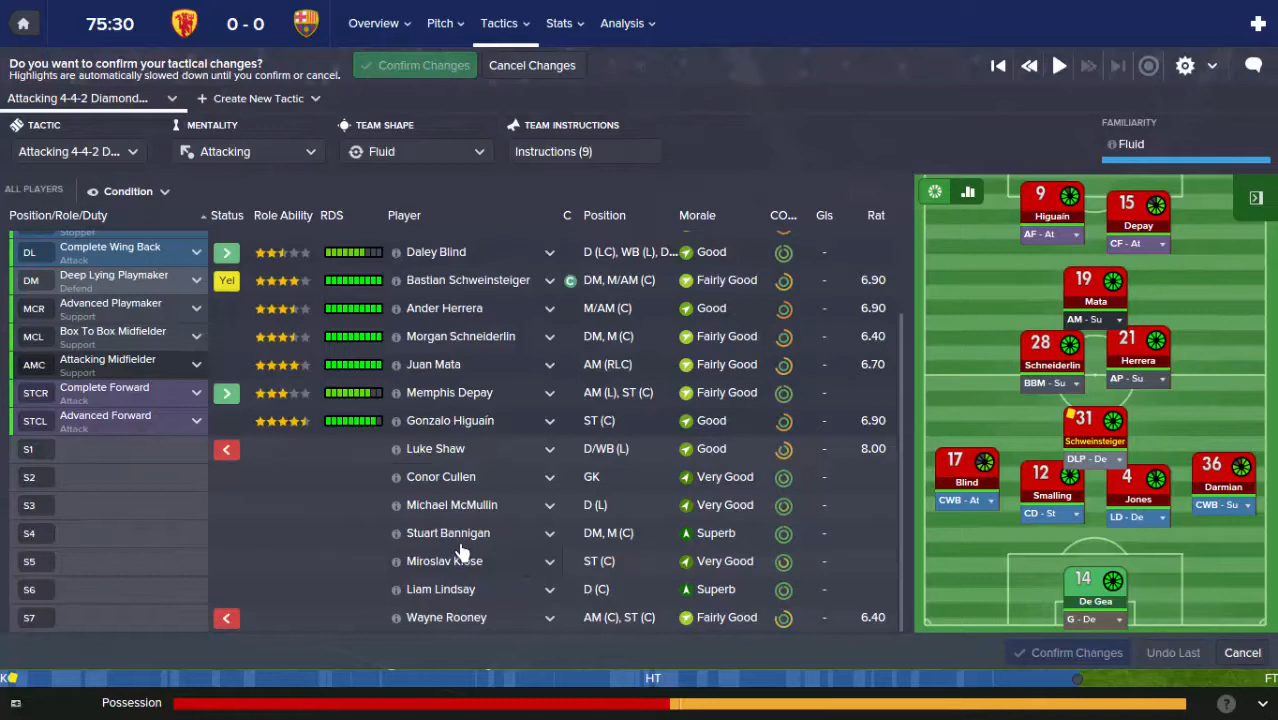 75:30 0 - 0 Overview Pitch Tactics Stats Analysis
Do you want to confirm your tactical changes?
Highlights are automatically slowed down until you confirm or cancel.
Confirm Changes Cancel Changes
Attacking 4-4-2 Diamond... Create New Tactic
TACTIC MENTALITY TEAM SHAPE TEAM INSTRUCTIONS FAMILIARITY
Attacking 4-4-2 D... Attacking Fluid Instructions (9) Fluid
ALL PLAYERS Condition
Position/Role/Duty Status Role Ability RDS Player C Position Morale CO... Gls Rat
Stopper
DL Complete Wing Back Attack Daley Blind D (LC), WB (L), D... Good -
DM Deep Lying Playmaker Defend Yel Bastian Schweinsteiger C DM, M/AM (C) Fairly Good - 6.90
MCR Advanced Playmaker Support Ander Herrera M/AM (C) Good - 6.90
MCL Box To Box Midfielder Support Morgan Schneiderlin DM, M (C) Fairly Good - 6.40
AMC Attacking Midfielder Support Juan Mata AM (RLC) Good - 6.70
STCR Complete Forward Attack Memphis Depay AM (L), ST (C) Fairly Good -
STCL Advanced Forward Attack Gonzalo Higuaín ST (C) Good - 6.90
S1 Luke Shaw D/WB (L) Good - 8.00
S2 Conor Cullen GK Very Good -
S3 Michael McMullin D (L) Very Good -
S4 Stuart Bannigan DM, M (C) Superb -
S5 Miroslav Klose ST (C) Very Good -
S6 Liam Lindsay D (C) Superb -
S7 Wayne Rooney AM (C), ST (C) Fairly Good - 6.40
9 Higuaín AF - At
15 Depay CF - At
19 Mata AM - Su
28 Schneiderlin BBM - Su
21 Herrera AP - Su
31 Schweinsteiger DLP - De
17 Blind CWB - At
12 Smalling CD - St
4 Jones LD - De
36 Darmian CWB - Su
14 De Gea G - De
Confirm Changes Undo Last Cancel
K HT FT
Possession ?